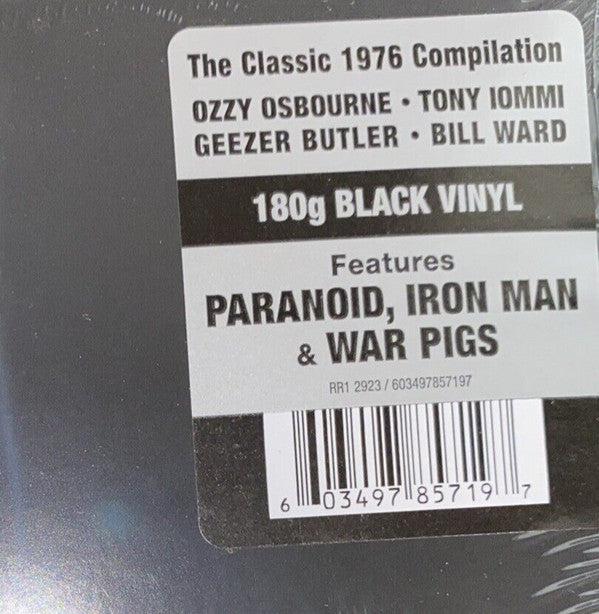 The Classic 1976 Compilation
OZZY OSBOURNE • TONY IOMMI
GEEZER BUTLER • BILL WARD
180g BLACK VINYL
Features
PARANOID, IRON MAN
& WAR PIGS
RR1 2923 / 603497857197
6 03497 85719 7